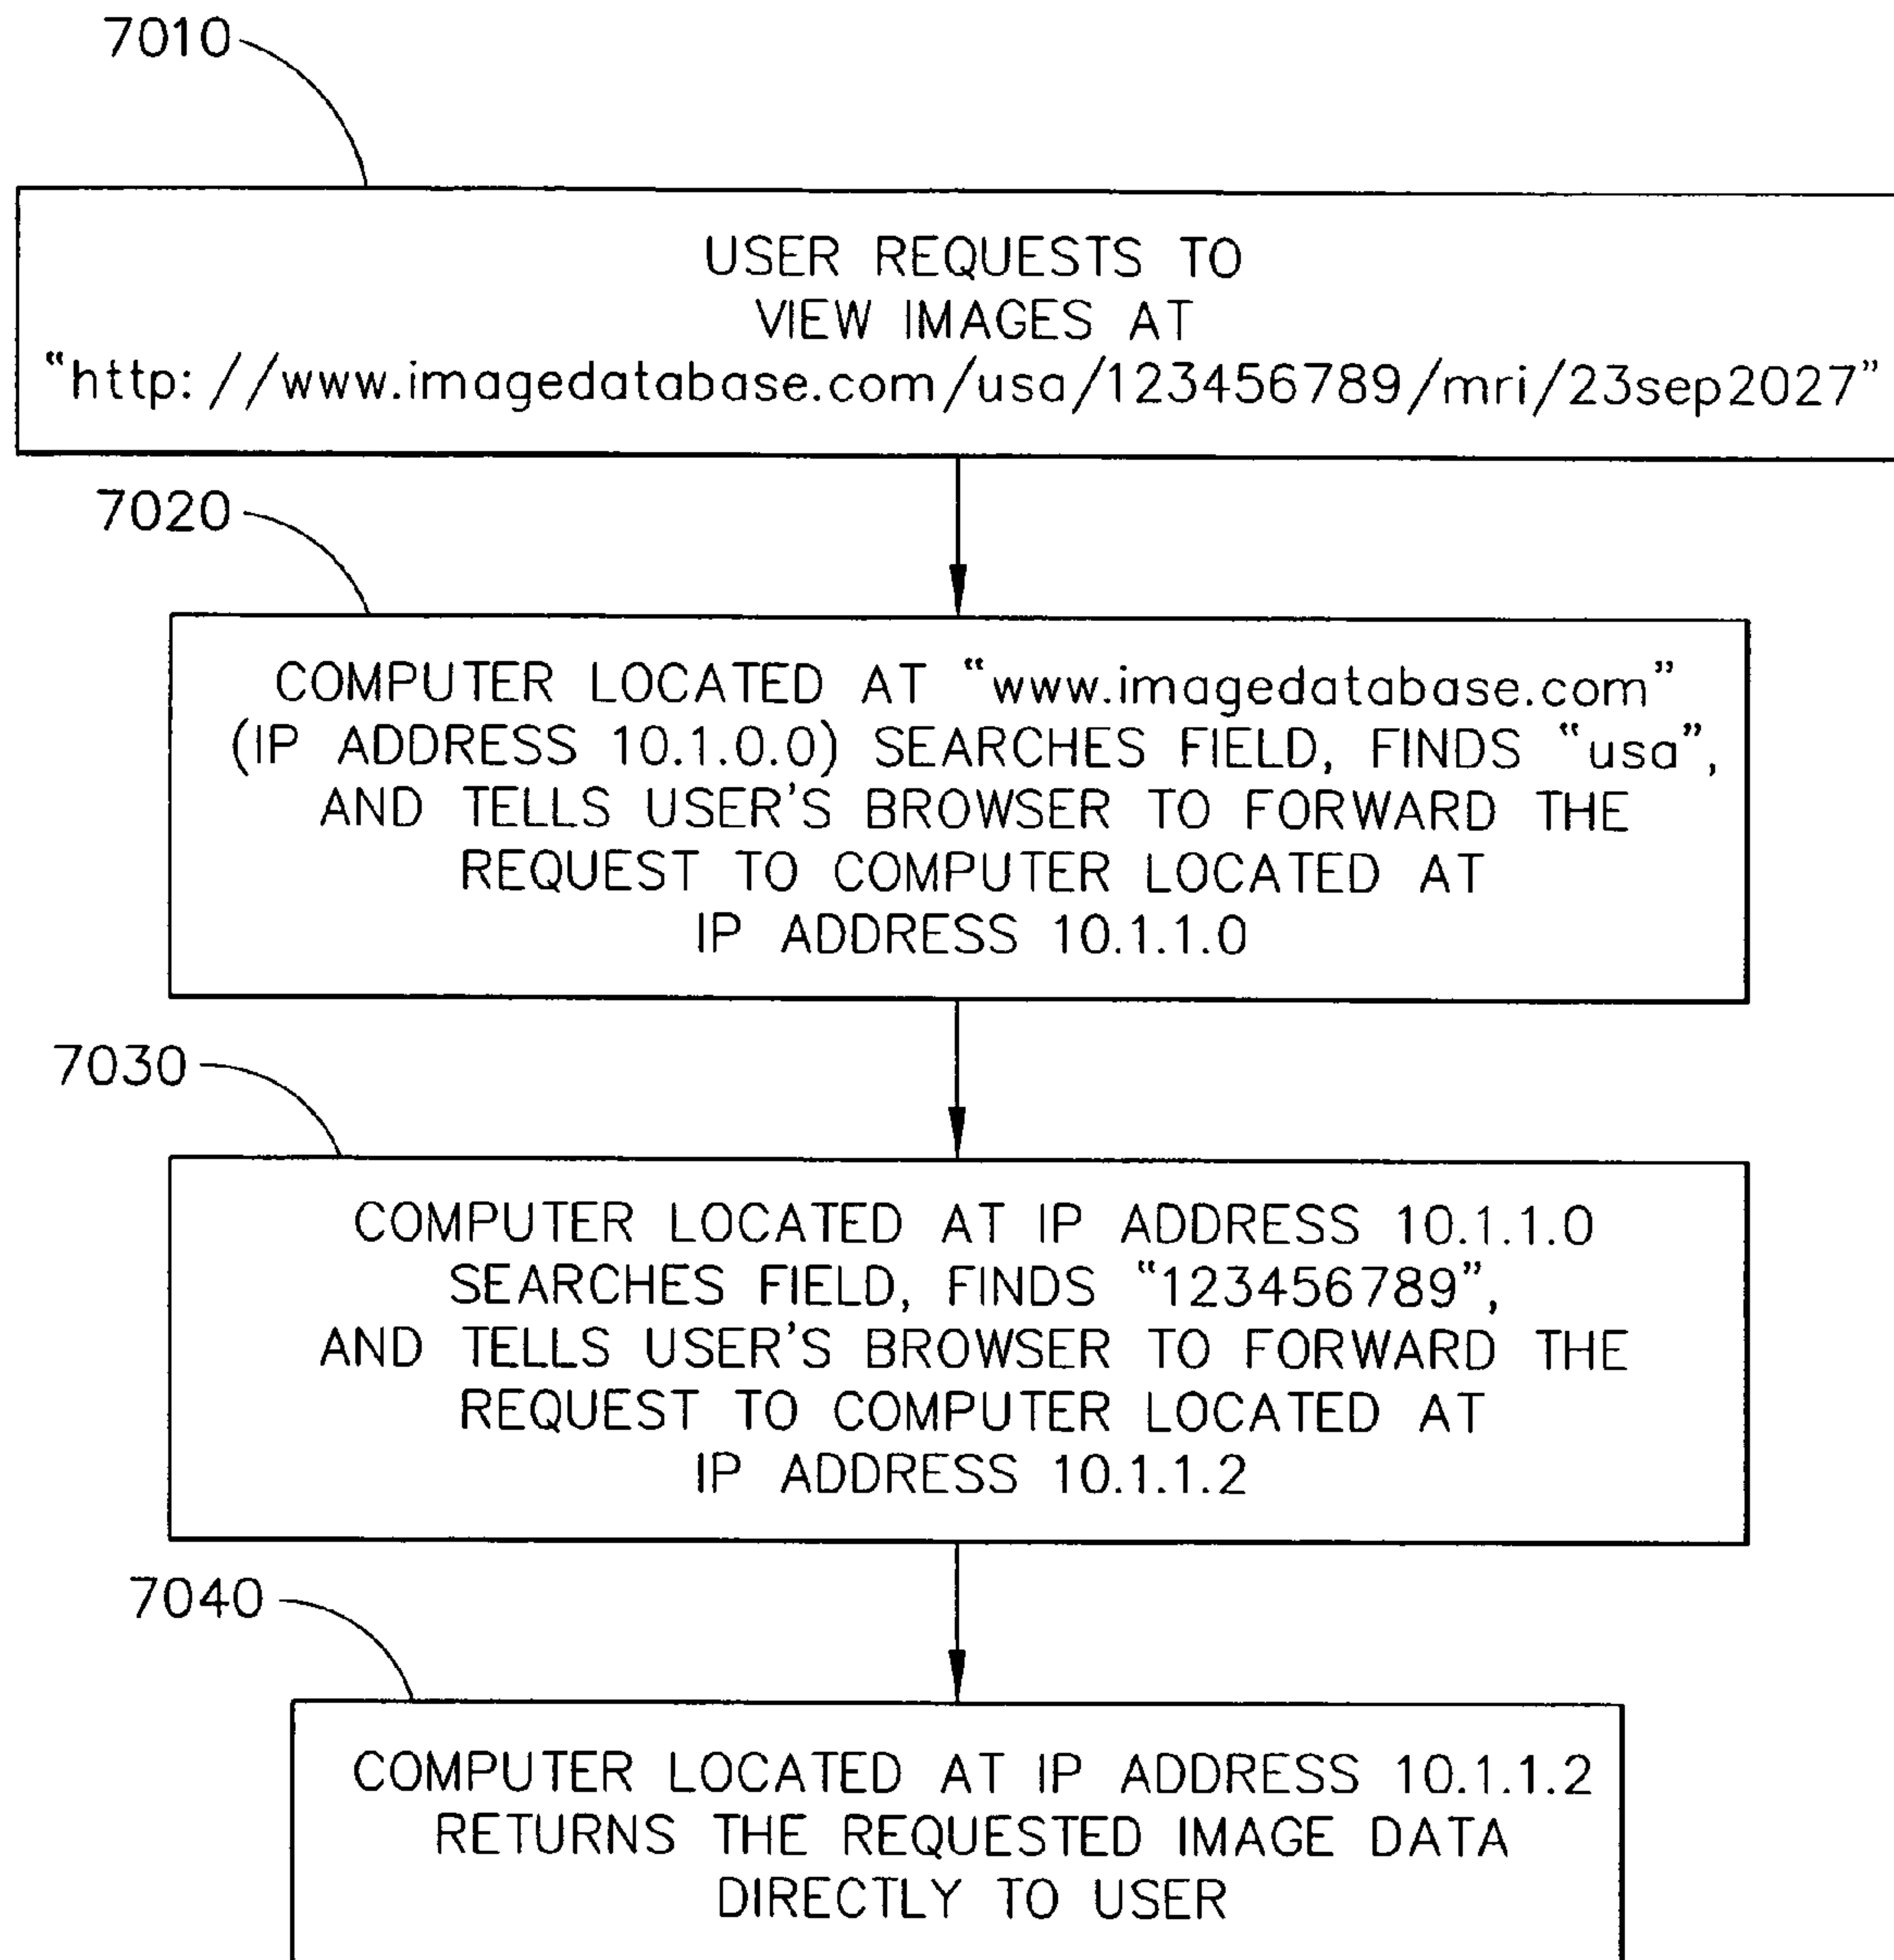 7010
USER REQUESTS TO
VIEW IMAGES AT
“http://www.imagedatabase.com/usa/123456789/mri/23sep2027”
7020
COMPUTER LOCATED AT “www.imagedatabase.com”
(IP ADDRESS 10.1.0.0) SEARCHES FIELD, FINDS “usa”,
AND TELLS USER'S BROWSER TO FORWARD THE
REQUEST TO COMPUTER LOCATED AT
IP ADDRESS 10.1.1.0
7030
COMPUTER LOCATED AT IP ADDRESS 10.1.1.0
SEARCHES FIELD, FINDS “123456789”,
AND TELLS USER'S BROWSER TO FORWARD THE
REQUEST TO COMPUTER LOCATED AT
IP ADDRESS 10.1.1.2
7040
COMPUTER LOCATED AT IP ADDRESS 10.1.1.2
RETURNS THE REQUESTED IMAGE DATA
DIRECTLY TO USER